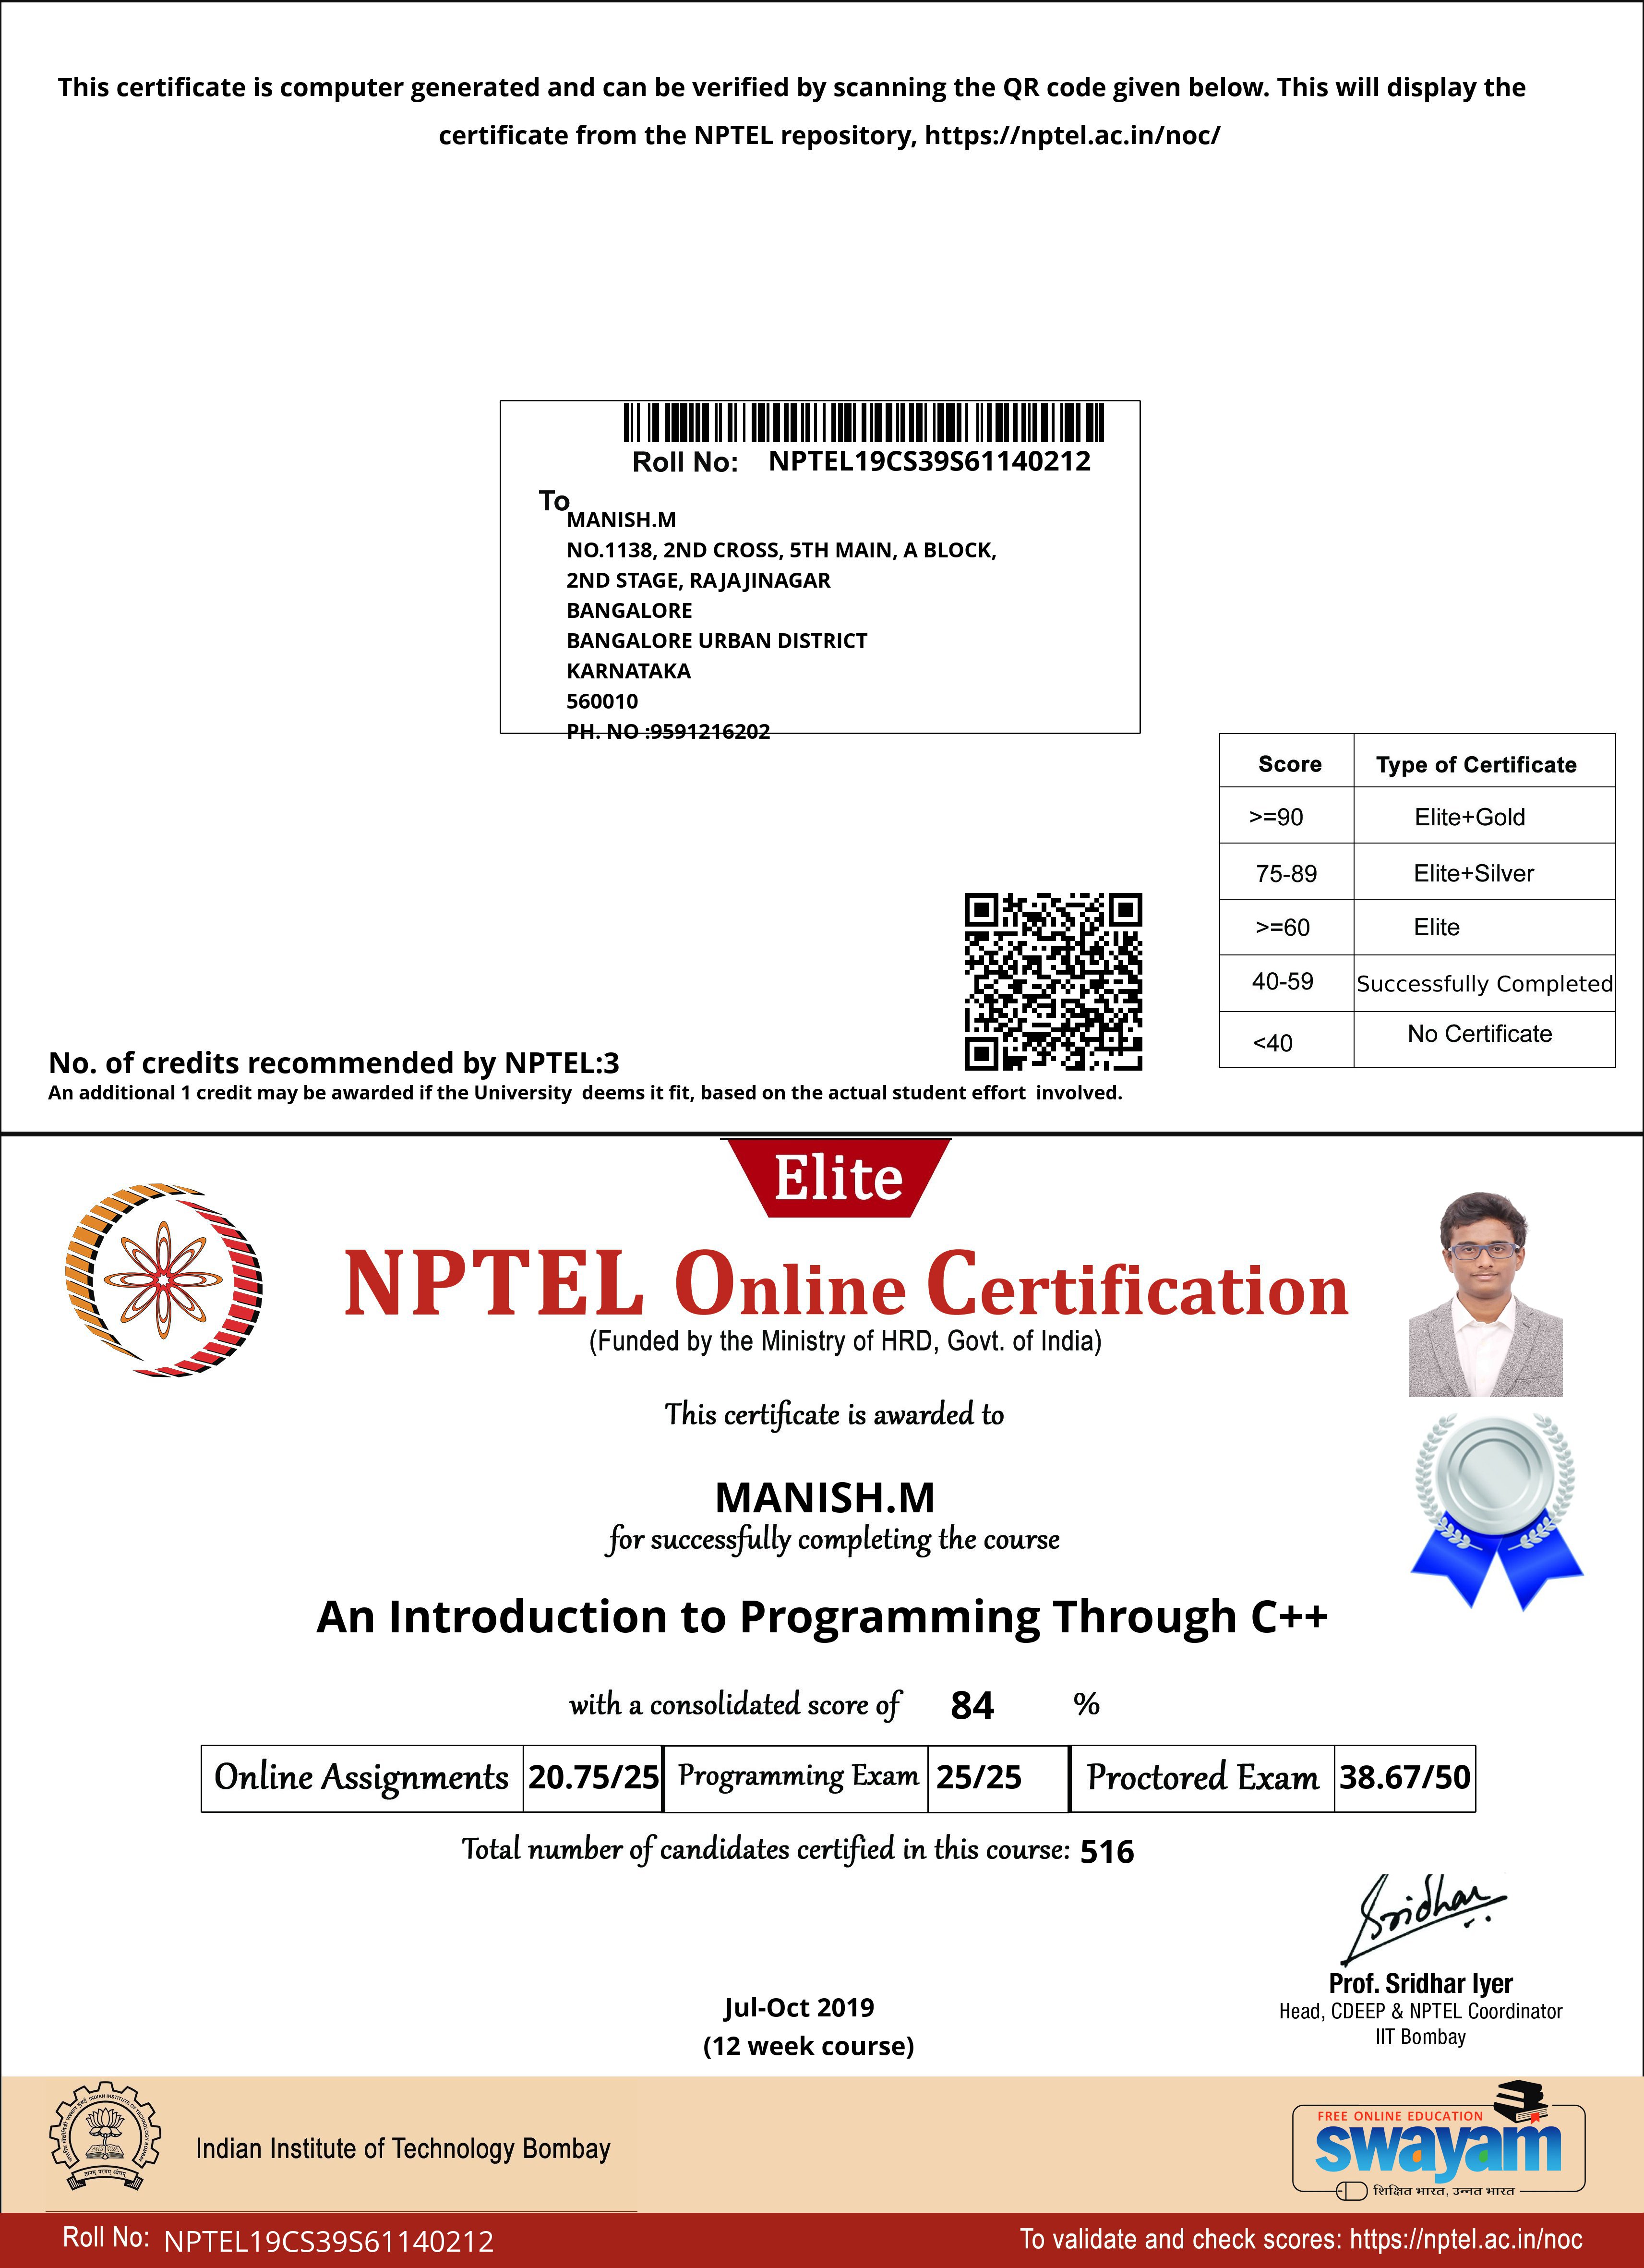 This certificate is computer generated and can be verified by scanning the QR code given below. This will display the
certificate from the NPTEL repository, https://nptel.ac.in/noc/
Roll No: NPTEL19CS39S61140212
To
MANISH.M
NO.1138, 2ND CROSS, 5TH MAIN, A BLOCK,
2ND STAGE, RAJAJINAGAR
BANGALORE
BANGALORE URBAN DISTRICT
KARNATAKA
560010
PH. NO :9591216202
Score Type of Certificate
>=90 Elite+Gold
75-89 Elite+Silver
>=60 Elite
40-59 Successfully Completed
<40 No Certificate
No. of credits recommended by NPTEL:3
An additional 1 credit may be awarded if the University deems it fit, based on the actual student effort involved.
Elite
NPTEL Online Certification
(Funded by the Ministry of HRD, Govt. of India)
This certificate is awarded to
MANISH.M
for successfully completing the course
An Introduction to Programming Through C++
with a consolidated score of 84 %
Online Assignments 20.75/25 Programming Exam 25/25 Proctored Exam 38.67/50
Total number of candidates certified in this course: 516
Sridhar
Prof. Sridhar Iyer
Head, CDEEP & NPTEL Coordinator
IIT Bombay
Jul-Oct 2019
(12 week course)
INDIAN INSTITUTE OF TECHNOLOGY BOMBAY
ज्ञानम् परमम् ध्येयम्
Indian Institute of Technology Bombay
FREE ONLINE EDUCATION
swayam
शिक्षित भारत, उन्नत भारत
Roll No: NPTEL19CS39S61140212
To validate and check scores: https://nptel.ac.in/noc